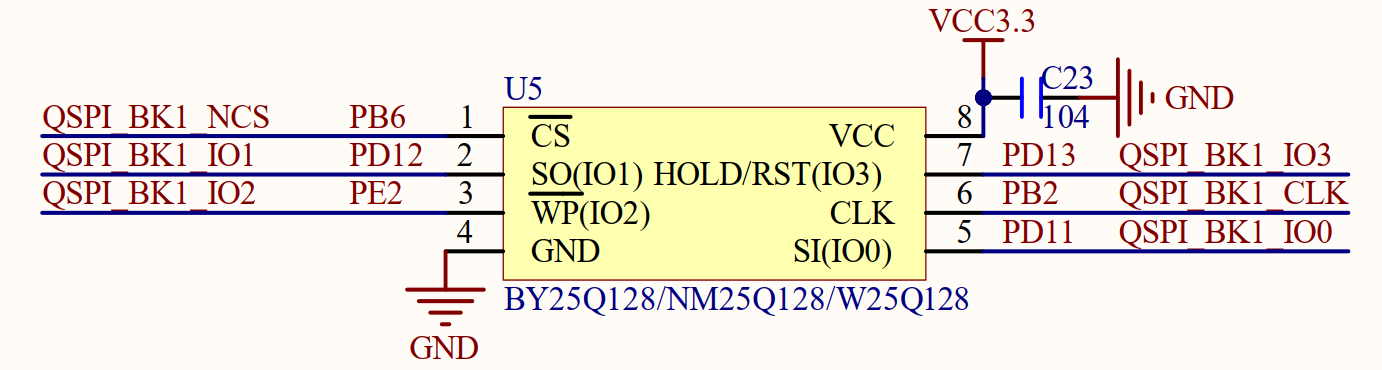 VCC3.3
U5
C23
104
GND
QSPI_BK1_NCS PB6 1 CS VCC 8
QSPI_BK1_IO1 PD12 2 SO(IO1) HOLD/RST(IO3) 7 PD13 QSPI_BK1_IO3
QSPI_BK1_IO2 PE2 3 WP(IO2) CLK 6 PB2 QSPI_BK1_CLK
4 GND SI(IO0) 5 PD11 QSPI_BK1_IO0
BY25Q128/NM25Q128/W25Q128
GND